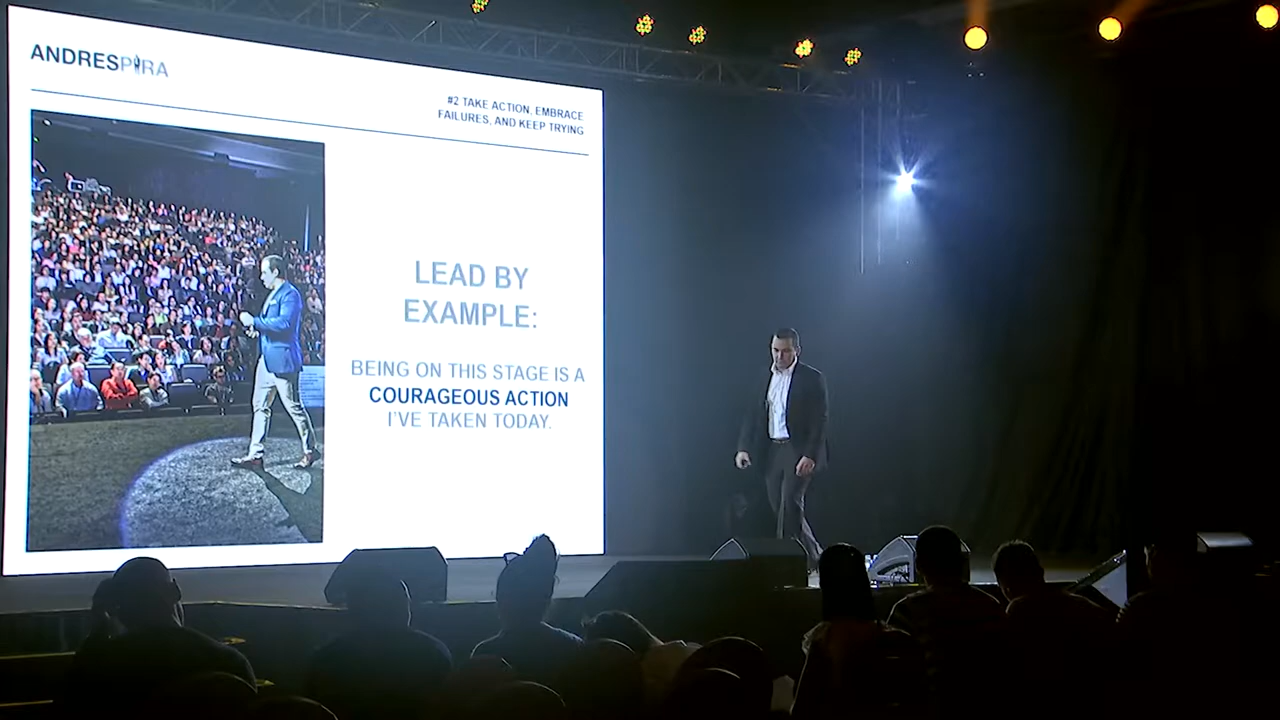 ANDRESPIRA
#2 TAKE ACTION, EMBRACE
FAILURES, AND KEEP TRYING
LEAD BY
EXAMPLE:
BEING ON THIS STAGE IS A
COURAGEOUS ACTION
I'VE TAKEN TODAY.